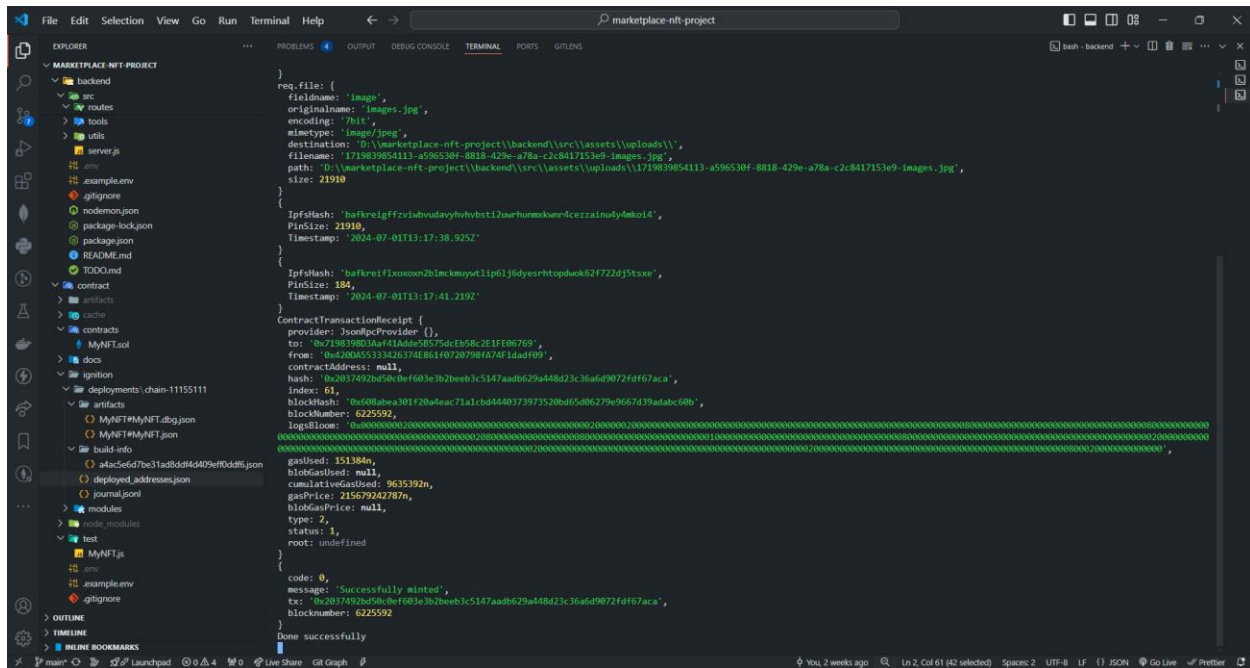 File Edit Selection View Go Run Terminal Help
marketplace-nft-project
EXPLORER
MARKETPLACE-NFT-PROJECT
backend
src
routes
tools
utils
server.js
.env
.example.env
.gitignore
nodemon.json
package-lock.json
package.json
README.md
TODO.md
contract
artifacts
cache
contracts
MyNFT.sol
docs
ignition
deployments\chain-11155111
artifacts
MyNFT#MyNFT.dbg.json
MyNFT#MyNFT.json
build-info
a4ac5e6d7be31ad8ddf4d409eff0ddf6.json
deployed_addresses.json
journal.jsonl
modules
node_modules
test
MyNFT.js
.env
.example.env
.gitignore
OUTLINE
TIMELINE
INLINE BOOKMARKS
PROBLEMS 4 OUTPUT DEBUG CONSOLE TERMINAL PORTS GITLENS
bash - backend
}
req.file: {
fieldname: 'image',
originalname: 'images.jpg',
encoding: '7bit',
mimetype: 'image/jpeg',
destination: 'D:\\marketplace-nft-project\\backend\\src\\assets\\uploads\\',
filename: '1719839854113-a596530f-8818-429e-a78a-c2c8417153e9-images.jpg',
path: 'D:\\marketplace-nft-project\\backend\\src\\assets\\uploads\\1719839854113-a596530f-8818-429e-a78a-c2c8417153e9-images.jpg',
size: 21910
}
{
IpfsHash:
PinSize: 21910,
Timestamp: '2024-07-01T13:17:38.925Z'
}
{
IpfsHash:
PinSize: 184,
Timestamp: '2024-07-01T13:17:41.219Z'
}
ContractTransactionReceipt {
provider: JsonRpcProvider {},
to: '0x7198398D3Aaf41Adde5B575dcEb58c2E1FE06769',
from: '0x420DA55333426374E861f0720798fA74F1dadf09',
contractAddress: null,
hash: '0x2037492bd50c0ef603e3b2beeb3c5147aadb629a448d23c36a6d9072fdf67aca',
index: 61,
blockHash: '0x608abea301f20a4eac71a1cbd4440373973520bd65d06279e9667d39adabc60b',
blockNumber: 6225592,
logsBloom:
gasUsed: 151384n,
blobGasUsed: null,
cumulativeGasUsed: 9635392n,
gasPrice: 215679242787n,
blobGasPrice: null,
type: 2,
status: 1,
root: undefined
}
{
code: 0,
message: 'Successfully minted',
tx: '0x2037492bd50c0ef603e3b2beeb3c5147aadb629a448d23c36a6d9072fdf67aca',
blocknumber: 6225592
}
Done successfully
main* Launchpad 0 4 0 Live Share Git Graph You, 2 weeks ago Ln 2, Col 61 (42 selected) Spaces: 2 UTF-8 LF {} JSON Go Live Prettier